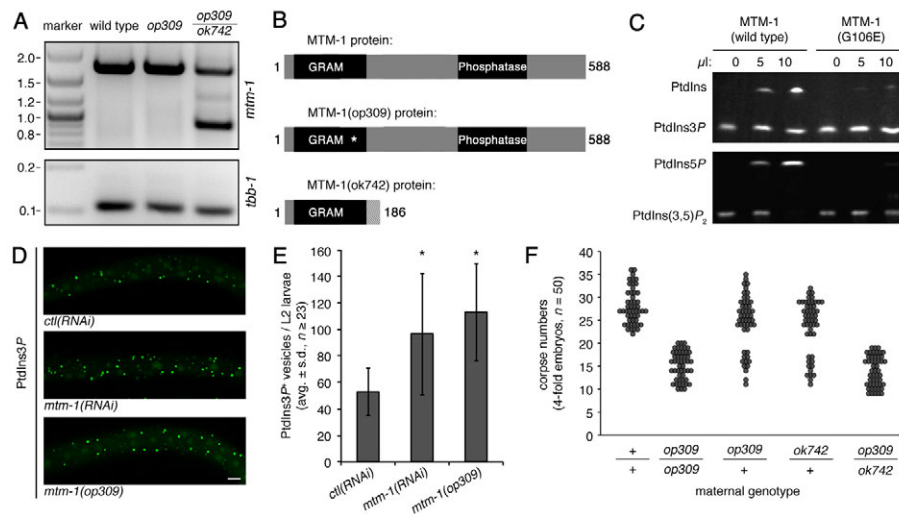 A
marker wild type op309 op309/ok742
2.0
1.5
1.2
1.0
0.8
mtm-1
0.2
0.1
tbb-1
B
MTM-1 protein:
1 GRAM Phosphatase 588
MTM-1(op309) protein:
1 GRAM * Phosphatase 588
MTM-1(ok742) protein:
1 GRAM 186
C
MTM-1 (wild type) MTM-1 (G106E)
µl: 0 5 10 0 5 10
PtdIns
PtdIns3P
PtdIns5P
PtdIns(3,5)P2
D
PtdIns3P
ctl(RNAi)
mtm-1(RNAi)
mtm-1(op309)
E
PtdIns3P+ vesicles / L2 larvae
(avg. ± s.d., n ≥ 23)
160
140
120
100
80
60
40
20
0
* *
ctl(RNAi) mtm-1(RNAi) mtm-1(op309)
F
corpse numbers
(4-fold embryos, n = 50)
40
35
30
25
20
15
10
5
0
+ op309 op309 ok742 op309
+ op309 + + ok742
maternal genotype